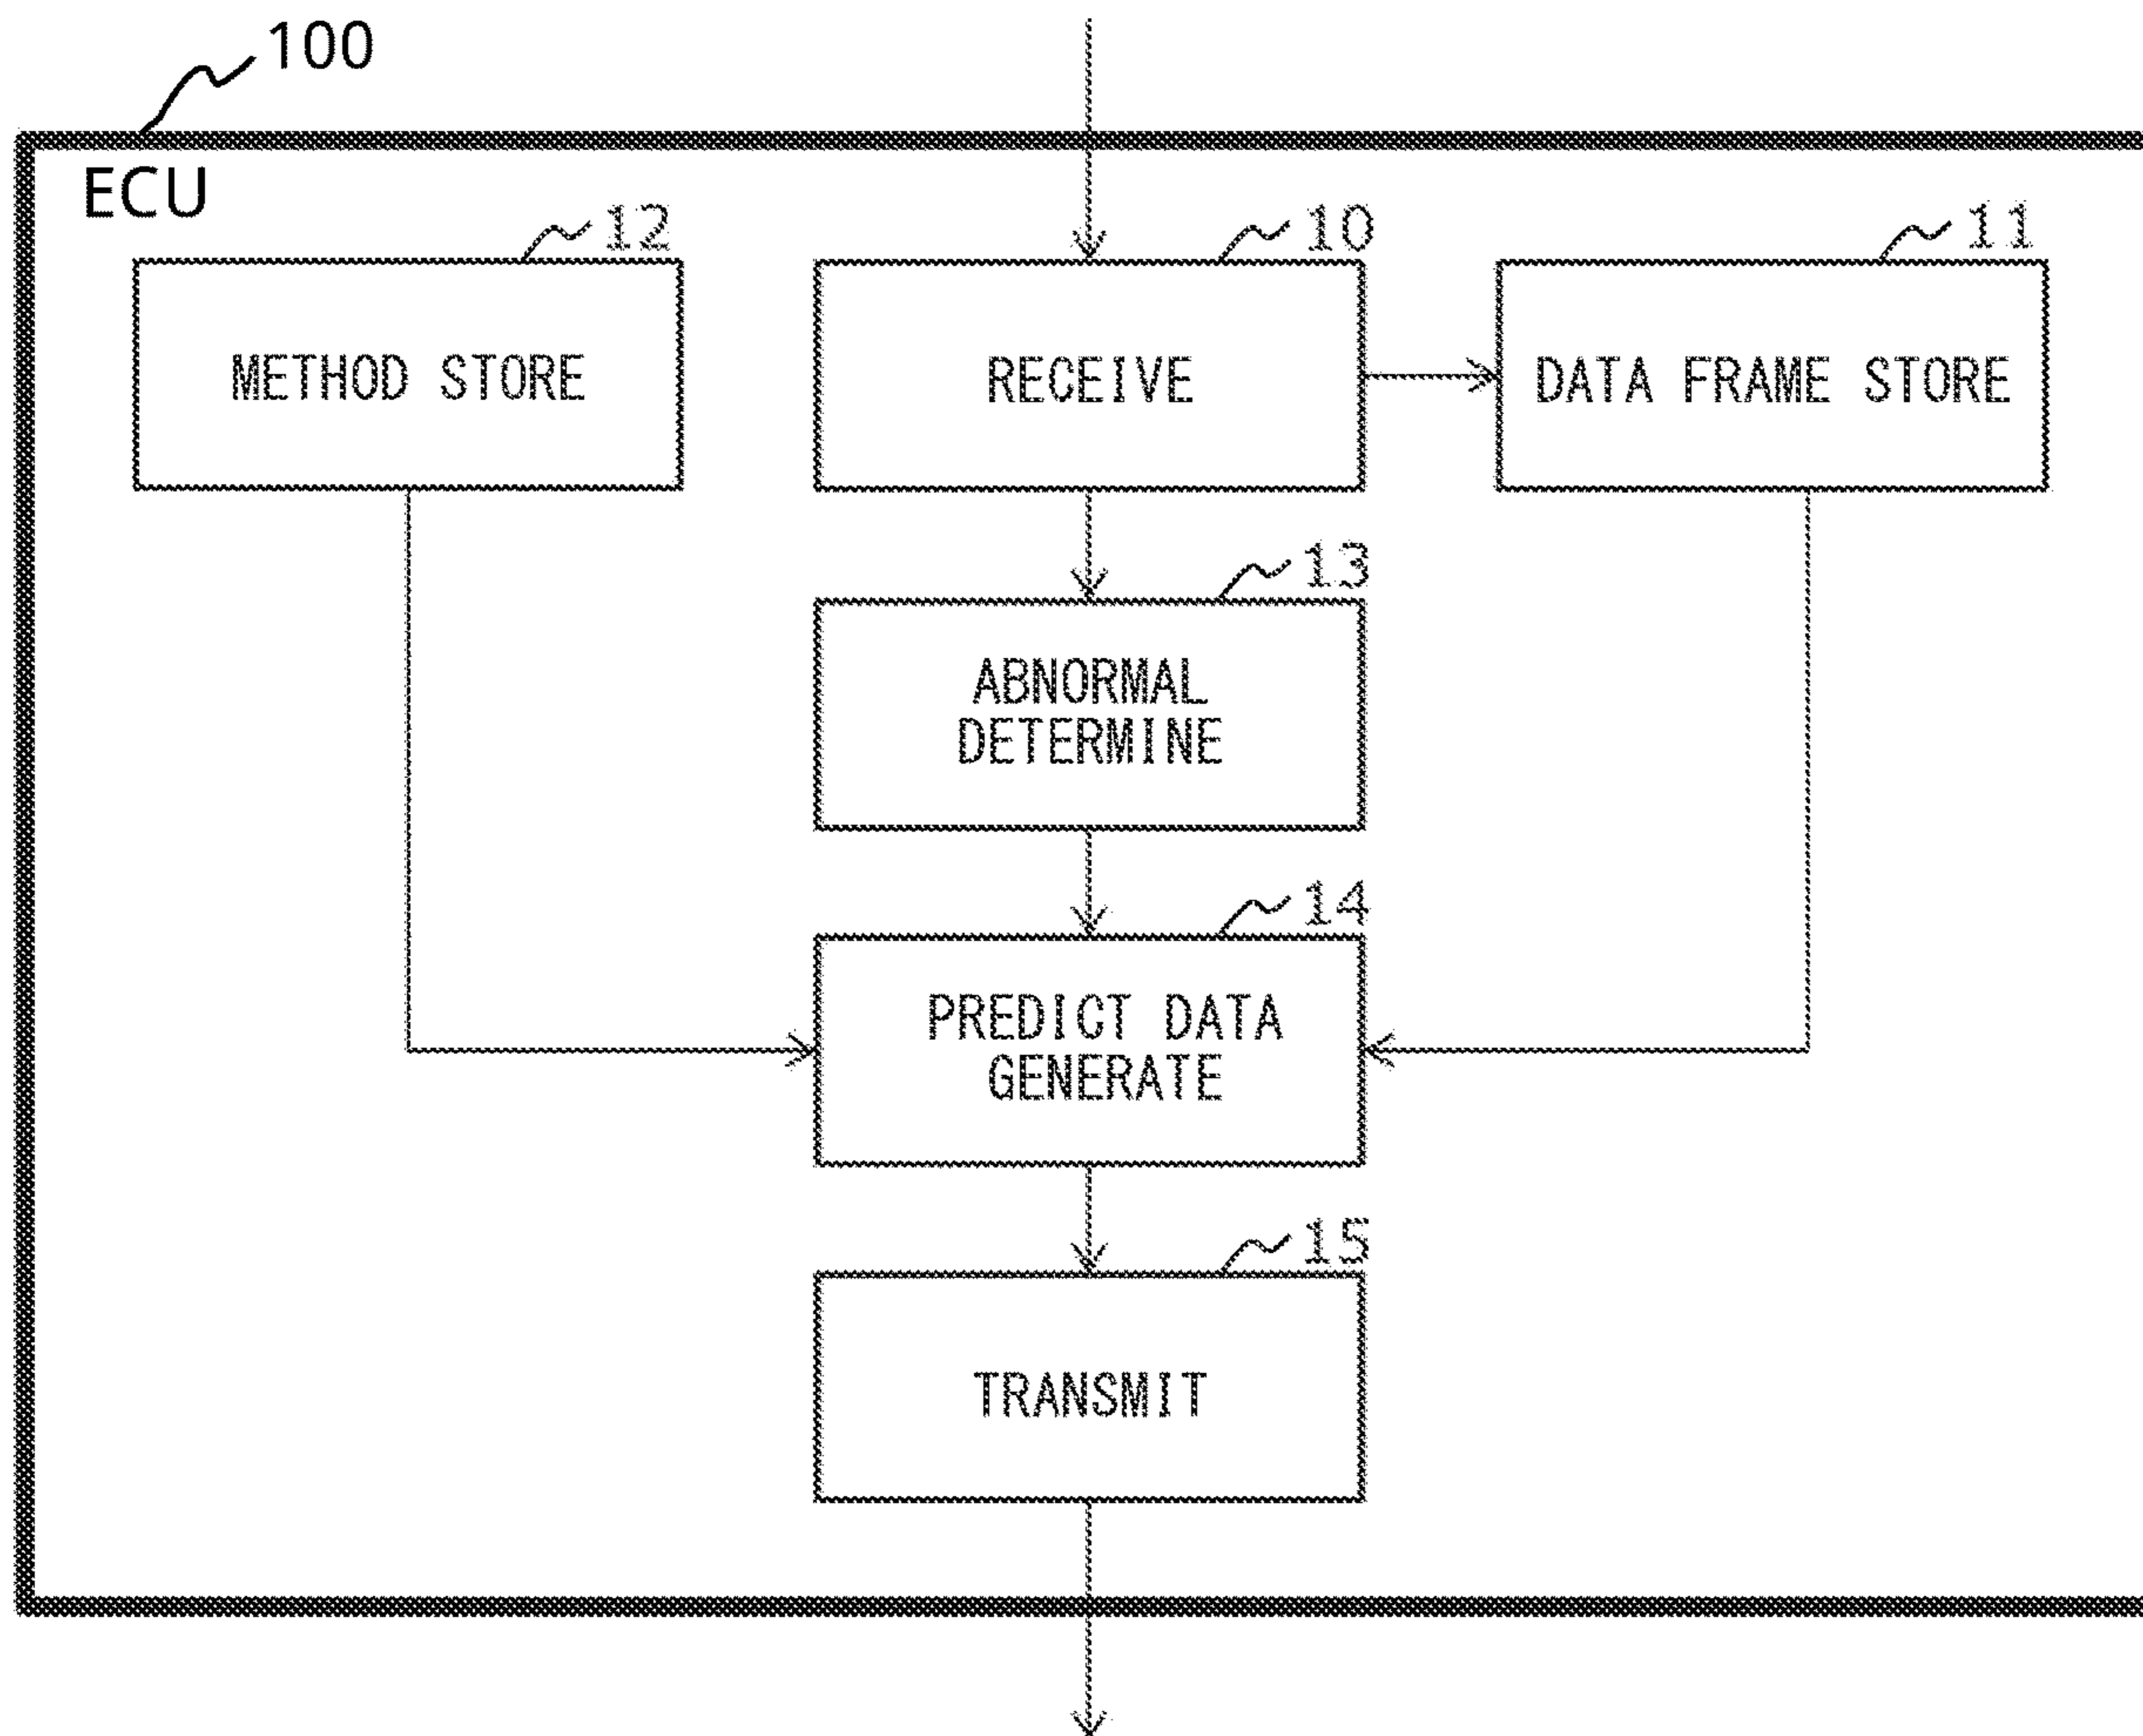 100
ECU
12
10
11
METHOD STORE
RECEIVE
DATA FRAME STORE
13
ABNORMAL
DETERMINE
14
PREDICT DATA
GENERATE
15
TRANSMIT